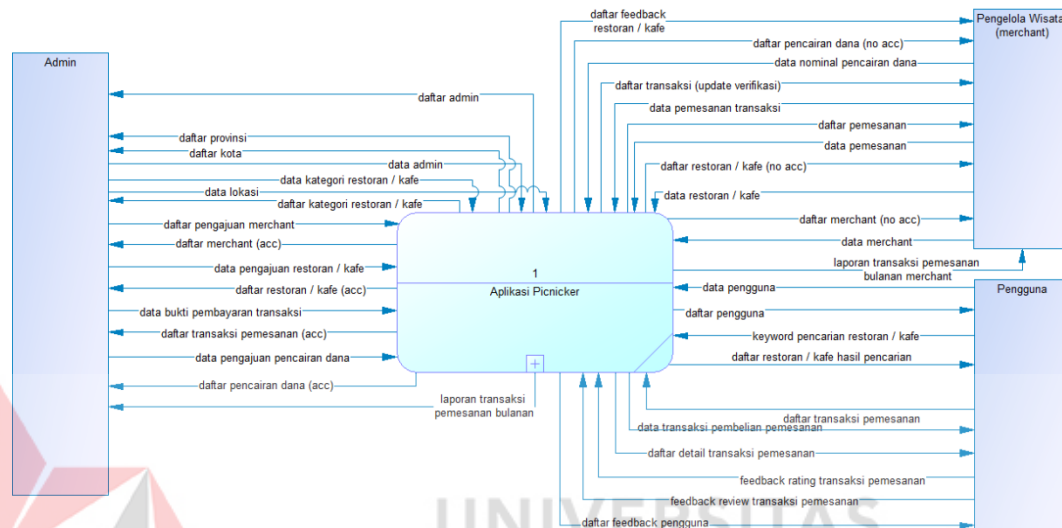 Admin
daftar admin
daftar provinsi
daftar kota
data admin
data kategori restoran / kafe
data lokasi
daftar kategori restoran / kafe
daftar pengajuan merchant
daftar merchant (acc)
data pengajuan restoran / kafe
daftar restoran / kafe (acc)
data bukti pembayaran transaksi
daftar transaksi pemesanan (acc)
data pengajuan pencairan dana
daftar pencairan dana (acc)
laporan transaksi
pemesanan bulanan
1
Aplikasi Picnicker
daftar feedback
restoran / kafe
daftar pencairan dana (no acc)
data nominal pencairan dana
daftar transaksi (update verifikasi)
data pemesanan transaksi
daftar pemesanan
data pemesanan
daftar restoran / kafe (no acc)
data restoran / kafe
daftar merchant (no acc)
data merchant
laporan transaksi pemesanan
bulanan merchant
Pengelola Wisata
(merchant)
data pengguna
daftar pengguna
keyword pencarian restoran / kafe
daftar restoran / kafe hasil pencarian
daftar transaksi pemesanan
data transaksi pembelian pemesanan
daftar detail transaksi pemesanan
feedback rating transaksi pemesanan
feedback review transaksi pemesanan
daftar feedback pengguna
Pengguna
UNIVERSITAS